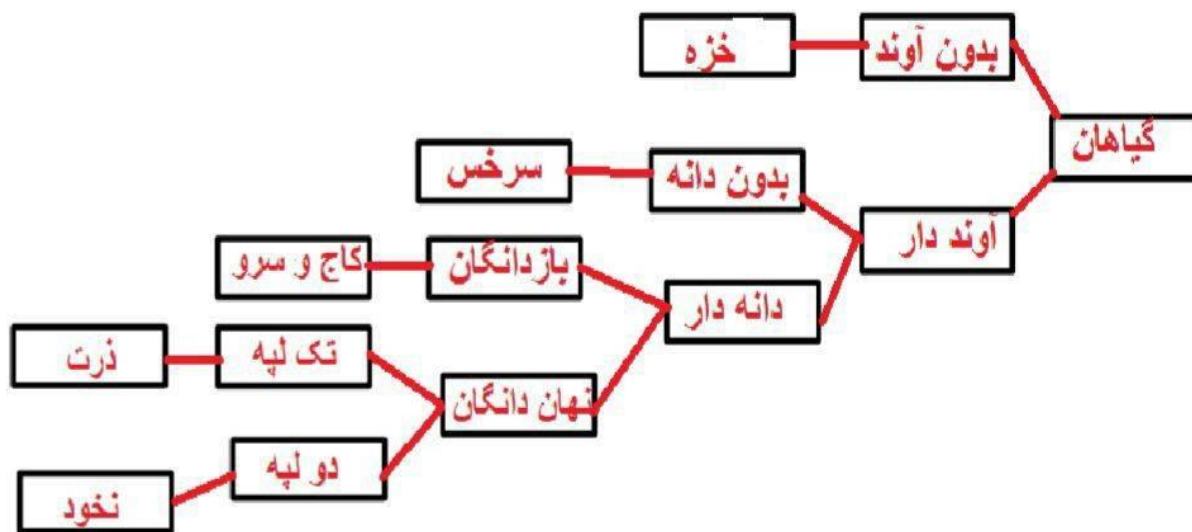 بدون آوند
خزه
گیاهان
بدون دانه
سرخس
آوند دار
بازدانگان
کاج و سرو
دانه دار
تک لپه
ذرت
نهان دانگان
دو لپه
نخود